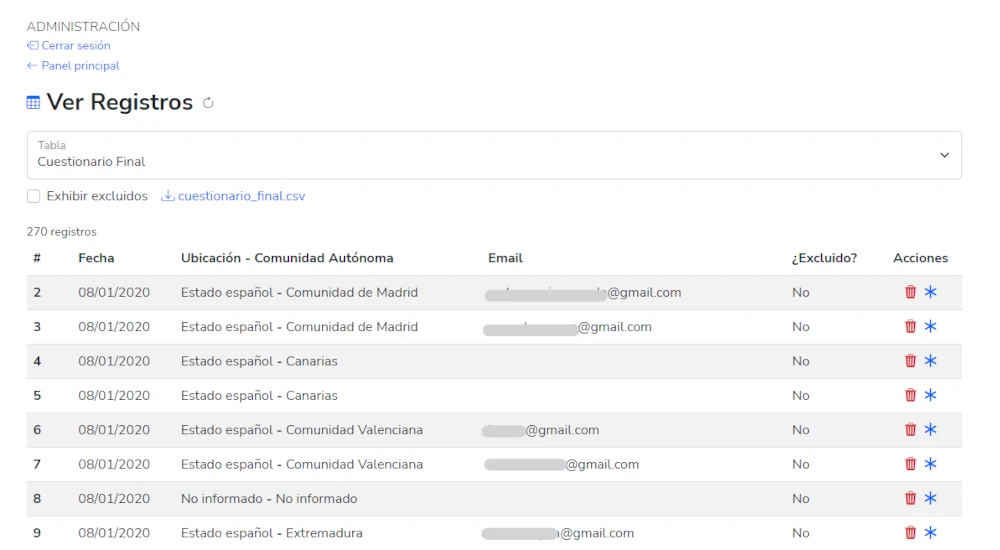 ADMINISTRACIÓN
Cerrar sesión
Panel principal
Ver Registros
Tabla
Cuestionario Final
Exhibir excluidos cuestionario_final.csv
270 registros
# Fecha Ubicación - Comunidad Autónoma Email ¿Excluido? Acciones
2 08/01/2020 Estado español - Comunidad de Madrid @gmail.com No
3 08/01/2020 Estado español - Comunidad de Madrid @gmail.com No
4 08/01/2020 Estado español - Canarias No
5 08/01/2020 Estado español - Canarias No
6 08/01/2020 Estado español - Comunidad Valenciana @gmail.com No
7 08/01/2020 Estado español - Comunidad Valenciana @gmail.com No
8 08/01/2020 No informado - No informado No
9 08/01/2020 Estado español - Extremadura @gmail.com No